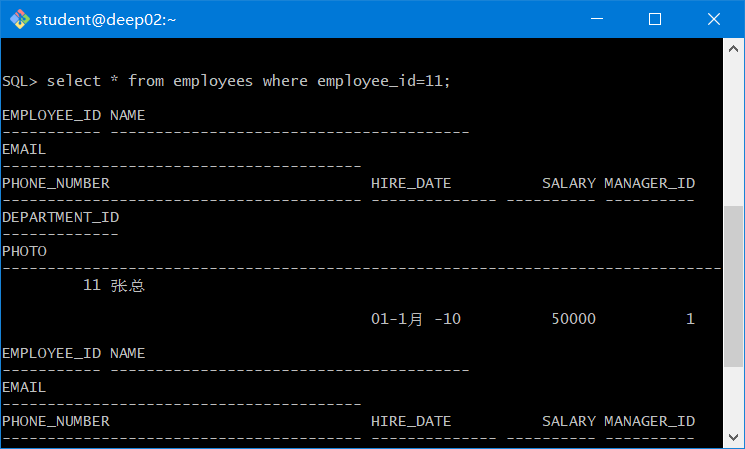 student@deep02:~
SQL> select * from employees where employee_id=11;
EMPLOYEE_ID NAME
----------- ----------------------------------------
EMAIL
----------------------------------------
PHONE_NUMBER                             HIRE_DATE          SALARY MANAGER_ID
---------------------------------------- -------------- ---------- ----------
DEPARTMENT_ID
-------------
PHOTO
--------------------------------------------------------------------------------
         11 张总
                                         01-1月 -10          50000          1
EMPLOYEE_ID NAME
----------- ----------------------------------------
EMAIL
----------------------------------------
PHONE_NUMBER                             HIRE_DATE          SALARY MANAGER_ID
---------------------------------------- -------------- ---------- ----------